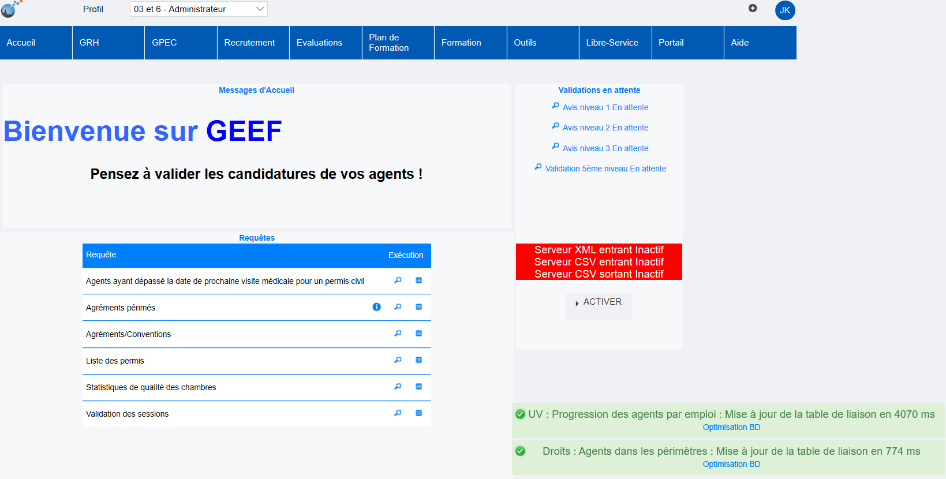 Profil
03 et 6 - Administrateur
JK
Accueil
GRH
GPEC
Recrutement
Evaluations
Plan de
Formation
Formation
Outils
Libre-Service
Portail
Aide
Messages d'Accueil
Bienvenue sur GEEF
Pensez à valider les candidatures de vos agents !
Validations en attente
Avis niveau 1 En attente
Avis niveau 2 En attente
Avis niveau 3 En attente
Validation 5ème niveau En attente
Requêtes
Requête Exécution
Agents ayant dépassé la date de prochaine visite médicale pour un permis civil
Agréments périmés
Agréments/Conventions
Liste des permis
Statistiques de qualité des chambres
Validation des sessions
Serveur XML entrant Inactif
Serveur CSV entrant Inactif
Serveur CSV sortant Inactif
ACTIVER
UV : Progression des agents par emploi : Mise à jour de la table de liaison en 4070 ms
Optimisation BD
Droits : Agents dans les périmètres : Mise à jour de la table de liaison en 774 ms
Optimisation BD